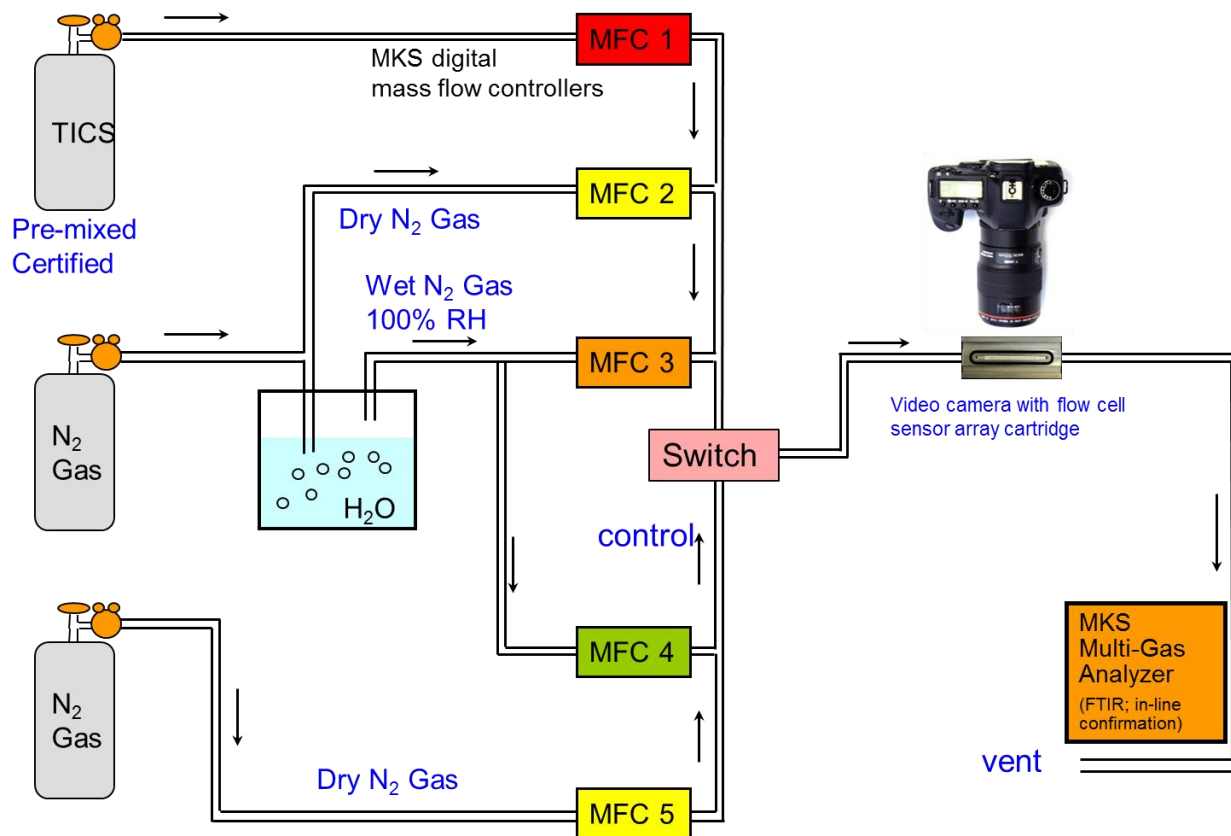 MFC 1
MKS digital
mass flow controllers
TICS
Pre-mixed
Certified
MFC 2
Dry N₂ Gas
Wet N₂ Gas
100% RH
MFC 3
N₂
Gas
H₂O
Switch
Video camera with flow cell
sensor array cartridge
control
MFC 4
N₂
Gas
Dry N₂ Gas
MFC 5
MKS
Multi-Gas
Analyzer
(FTIR; in-line
confirmation)
vent